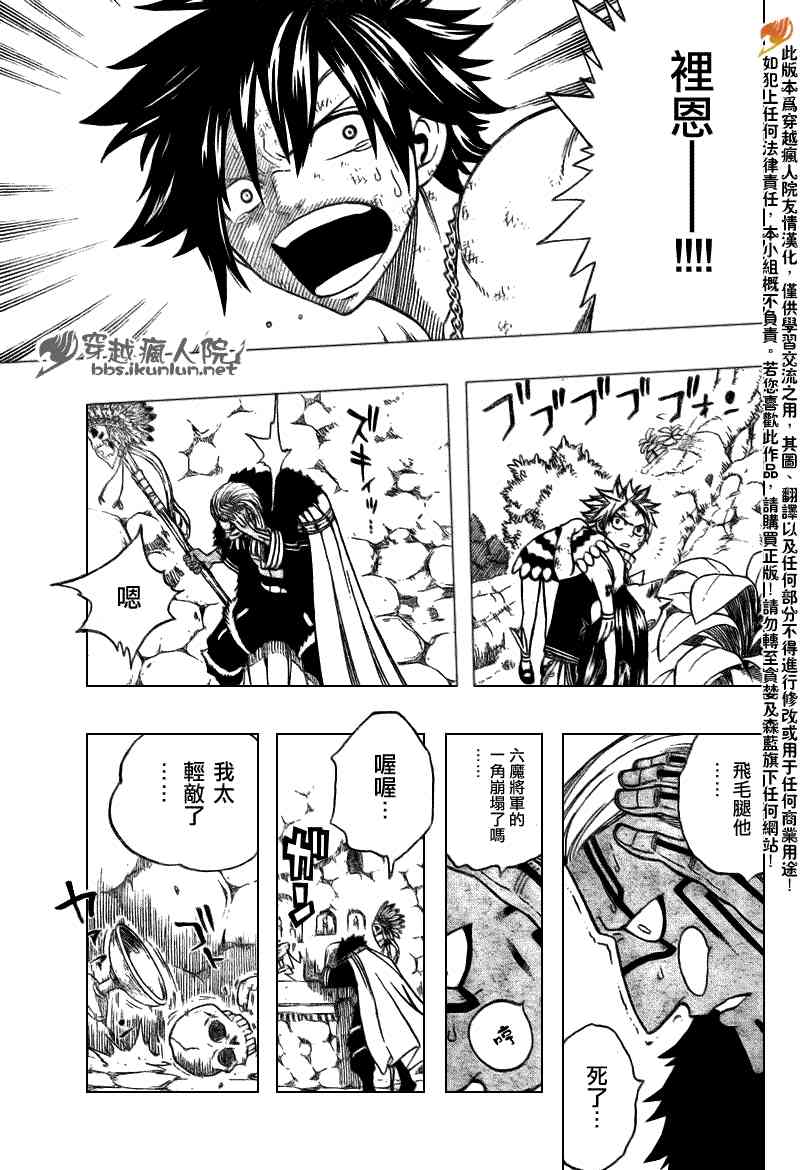 裡恩——!!!!
穿越瘋人院
bbs.ikunlun.net
ブブブブブブォン
ズキィィッ
嗯
飛毛腿他
……
死了…
六魔將軍的
一角崩塌了嗎
……
哼
喔喔…
我太
輕敵了
……
此版本爲穿越瘋人院友情漢化，僅供學習交流之用，其圖、翻譯以及任何部分不得進行修改或用于任何商業用途！
如犯上任何法律責任，本小組概不負責。若您喜歡此作品，請購買正版！請勿轉至貪婪及森藍旗下任何網站！